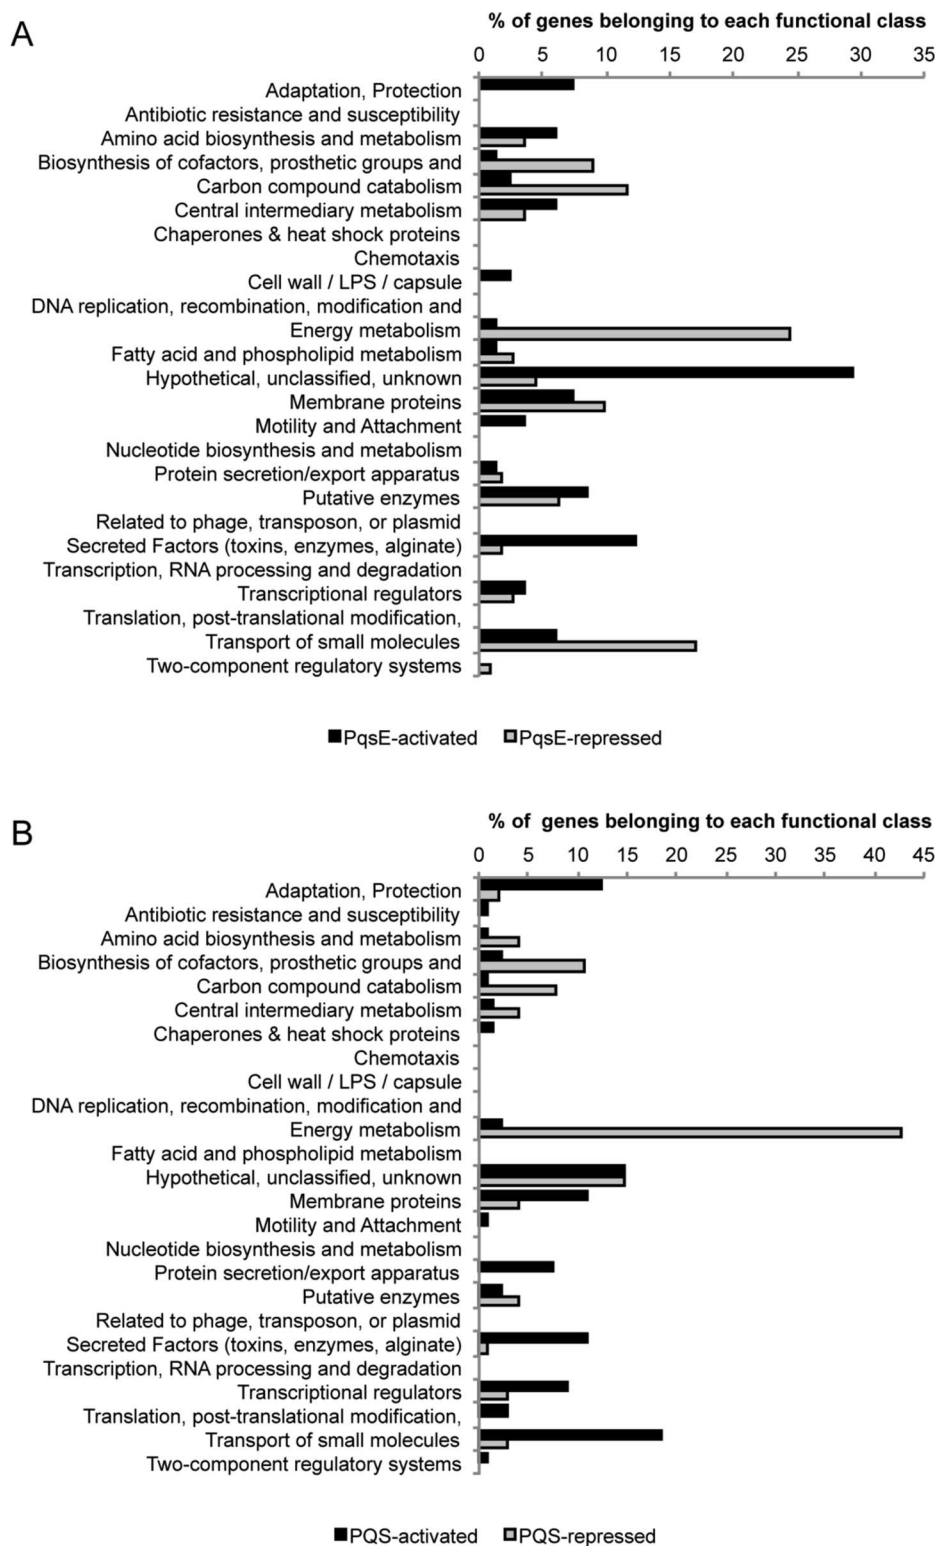 A
% of genes belonging to each functional class
0 5 10 15 20 25 30 35
Adaptation, Protection
Antibiotic resistance and susceptibility
Amino acid biosynthesis and metabolism
Biosynthesis of cofactors, prosthetic groups and
Carbon compound catabolism
Central intermediary metabolism
Chaperones & heat shock proteins
Chemotaxis
Cell wall / LPS / capsule
DNA replication, recombination, modification and
Energy metabolism
Fatty acid and phospholipid metabolism
Hypothetical, unclassified, unknown
Membrane proteins
Motility and Attachment
Nucleotide biosynthesis and metabolism
Protein secretion/export apparatus
Putative enzymes
Related to phage, transposon, or plasmid
Secreted Factors (toxins, enzymes, alginate)
Transcription, RNA processing and degradation
Transcriptional regulators
Translation, post-translational modification,
Transport of small molecules
Two-component regulatory systems
PqsE-activated PqsE-repressed
B
% of genes belonging to each functional class
0 5 10 15 20 25 30 35 40 45
Adaptation, Protection
Antibiotic resistance and susceptibility
Amino acid biosynthesis and metabolism
Biosynthesis of cofactors, prosthetic groups and
Carbon compound catabolism
Central intermediary metabolism
Chaperones & heat shock proteins
Chemotaxis
Cell wall / LPS / capsule
DNA replication, recombination, modification and
Energy metabolism
Fatty acid and phospholipid metabolism
Hypothetical, unclassified, unknown
Membrane proteins
Motility and Attachment
Nucleotide biosynthesis and metabolism
Protein secretion/export apparatus
Putative enzymes
Related to phage, transposon, or plasmid
Secreted Factors (toxins, enzymes, alginate)
Transcription, RNA processing and degradation
Transcriptional regulators
Translation, post-translational modification,
Transport of small molecules
Two-component regulatory systems
PQS-activated PQS-repressed